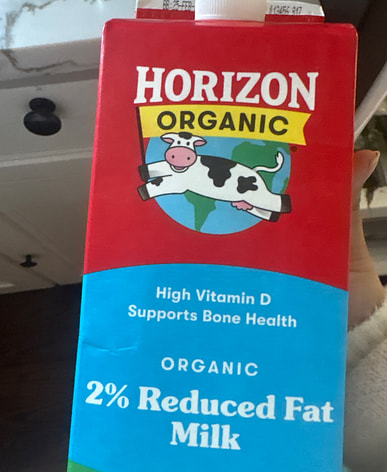 HORIZON
ORGANIC
High Vitamin D
Supports Bone Health
ORGANIC
2% Reduced Fat
Milk